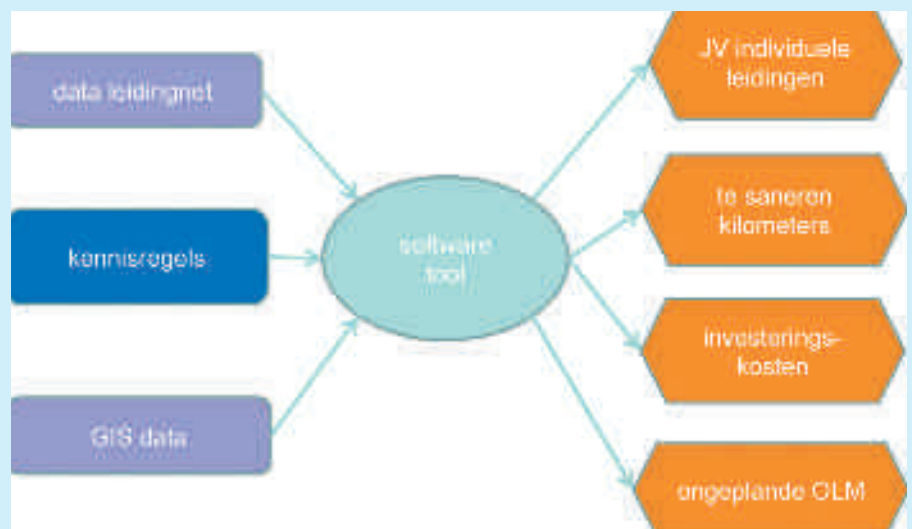 data leidingnet
kennisregels
GIS data
software
tool
JV individuele
leidingen
te saneren
kilometers
investerings-
kosten
ongeplande OLM